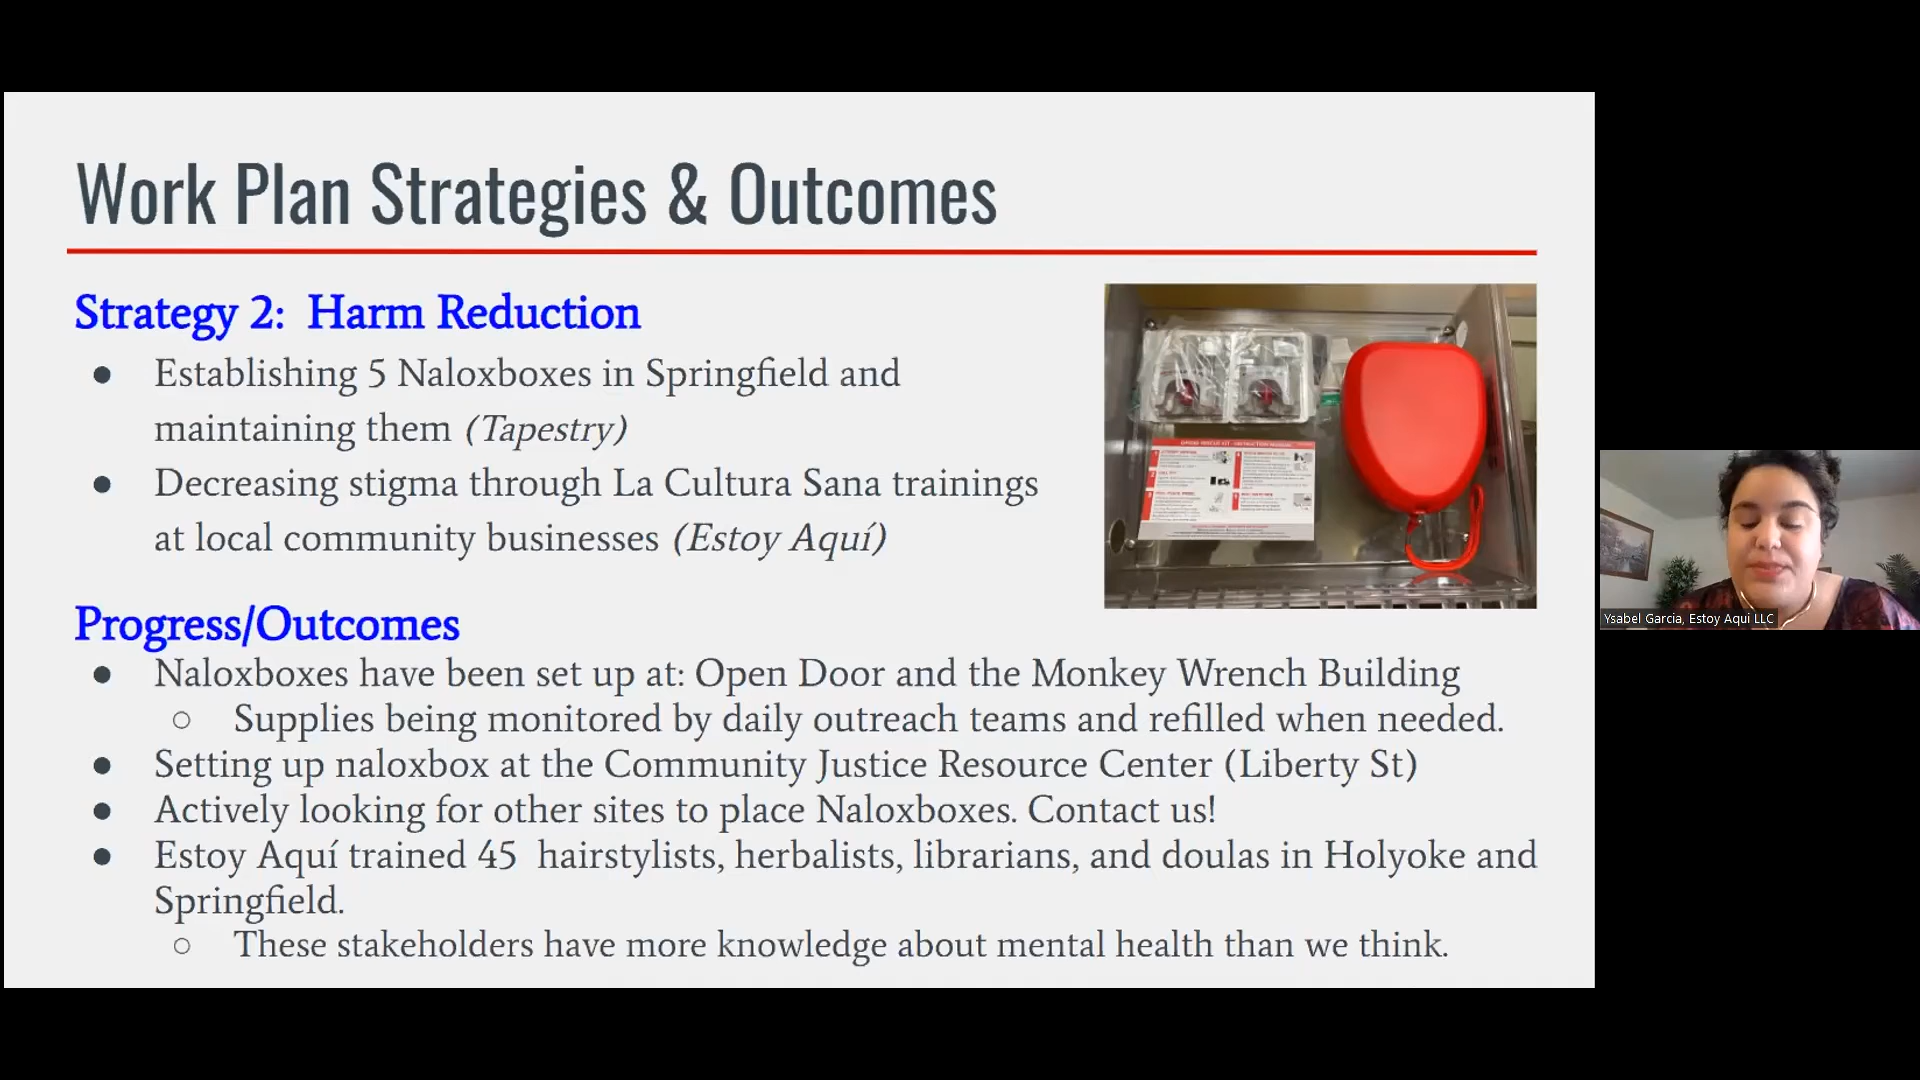 Work Plan Strategies & Outcomes
Strategy 2:  Harm Reduction
● Establishing 5 Naloxboxes in Springfield and
maintaining them (Tapestry)
● Decreasing stigma through La Cultura Sana trainings
at local community businesses (Estoy Aquí)
Progress/Outcomes
● Naloxboxes have been set up at: Open Door and the Monkey Wrench Building
○ Supplies being monitored by daily outreach teams and refilled when needed.
● Setting up naloxbox at the Community Justice Resource Center (Liberty St)
● Actively looking for other sites to place Naloxboxes. Contact us!
● Estoy Aquí trained 45  hairstylists, herbalists, librarians, and doulas in Holyoke and
Springfield.
○ These stakeholders have more knowledge about mental health than we think.
Ysabel Garcia, Estoy Aqui LLC